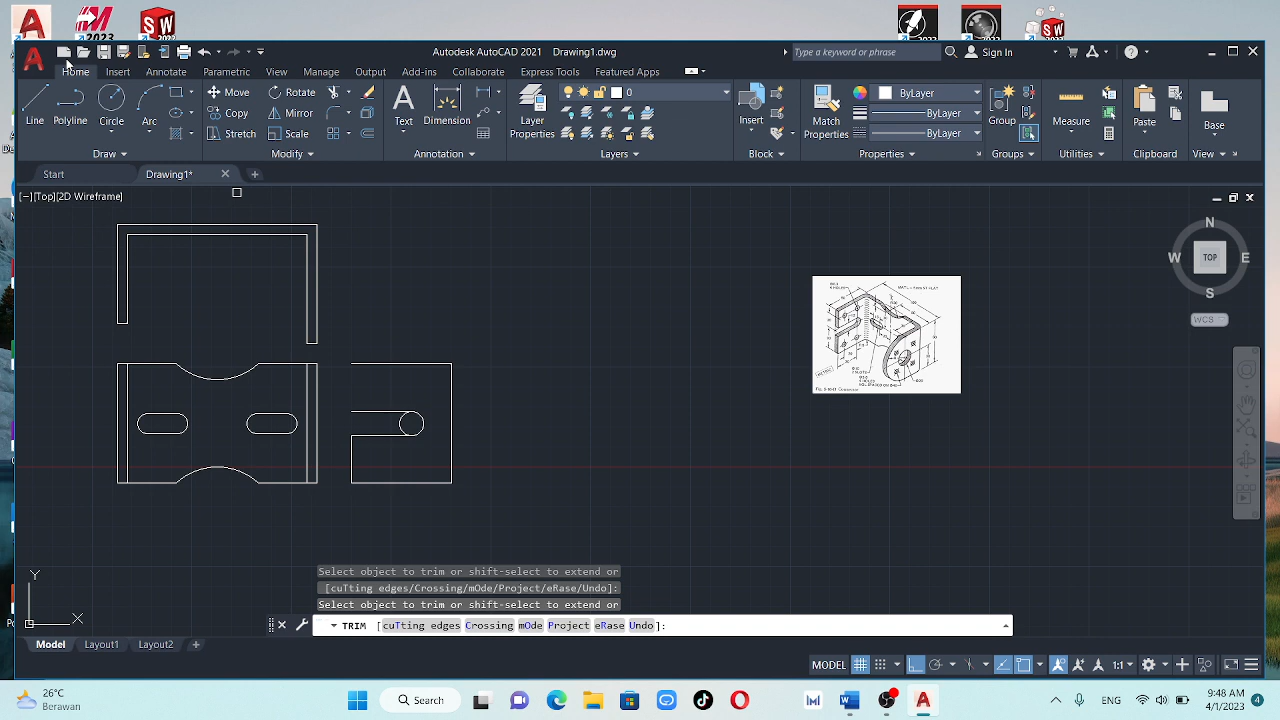 2023
SW
Autodesk AutoCAD 2021 Drawing1.dwg
Type a keyword or phrase
Sign In
Home Insert Annotate Parametric View Manage Output Add-ins Collaborate Express Tools Featured Apps
Line Polyline Circle Arc
Move Rotate
Copy Mirror
Stretch Scale
Text Dimension
Layer
Properties
0
Insert
Match
Properties
ByLayer
ByLayer
ByLayer
Group Measure Paste Base
Draw Modify Annotation Layers Block Properties Groups Utilities Clipboard View
Start Drawing1*
[−][Top][2D Wireframe]
N
W TOP E
S
WCS
Y
X
Select object to trim or shift-select to extend or
[cuTting edges/Crossing/mOde/Project/eRase/Undo]:
Select object to trim or shift-select to extend or
TRIM [cuTting edges Crossing mOde Project eRase Undo]:
Model Layout1 Layout2
MODEL 1:1
26°C
Berawan
Search
ENG
9:48 AM
4/1/2023
4